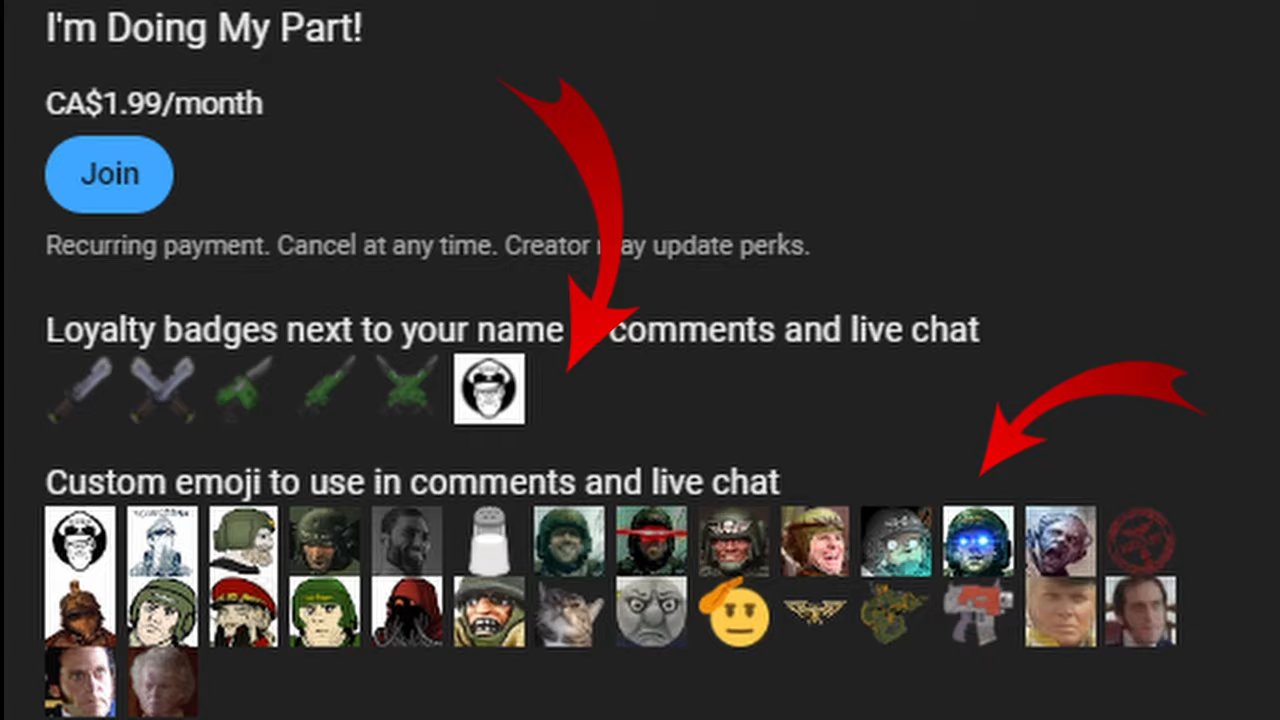 I'm Doing My Part!
CA$1.99/month
Join
Recurring payment. Cancel at any time. Creator may update perks.
Loyalty badges next to your name comments and live chat
Custom emoji to use in comments and live chat